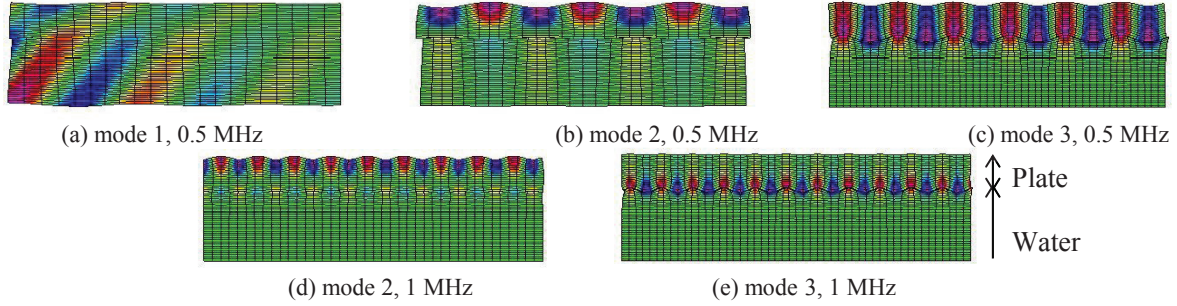 (a) mode 1, 0.5 MHz
(b) mode 2, 0.5 MHz
(c) mode 3, 0.5 MHz
Plate
Water
(d) mode 2, 1 MHz
(e) mode 3, 1 MHz